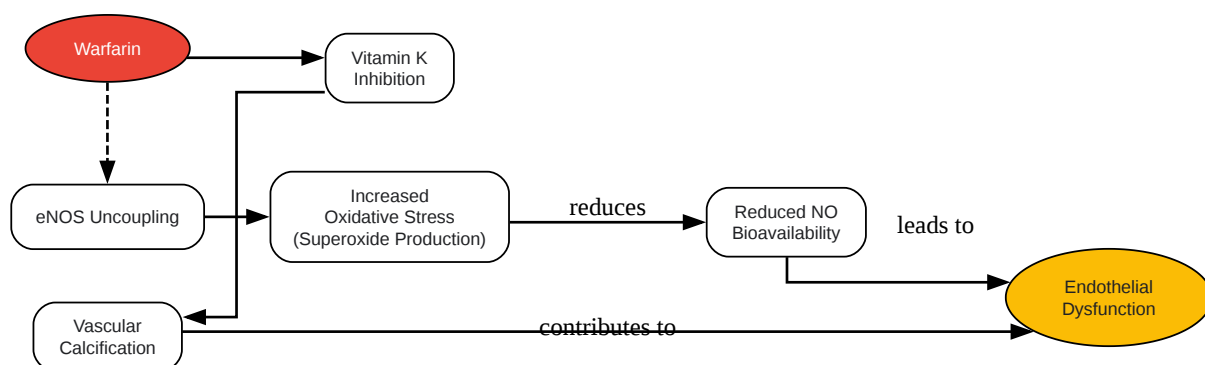 Warfarin
Vitamin K
Inhibition
eNOS Uncoupling
Increased
Oxidative Stress
(Superoxide Production)
reduces
Reduced NO
Bioavailability
leads to
Endothelial
Dysfunction
Vascular
Calcification
contributes to